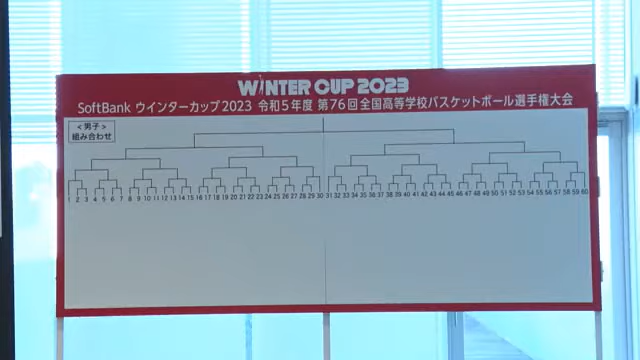 WINTER CUP 2023
SoftBank ウインターカップ2023 令和5年度 第76回全国高等学校バスケットボール選手権大会
<男子>
組み合わせ
1 2 3 4 5 6 7 8 9 10 11 12 13 14 15 16 17 18 19 20 21 22 23 24 25 26 27 28 29 30 31 32 33 34 35 36 37 38 39 40 41 42 43 44 45 46 47 48 49 50 51 52 53 54 55 56 57 58 59 60